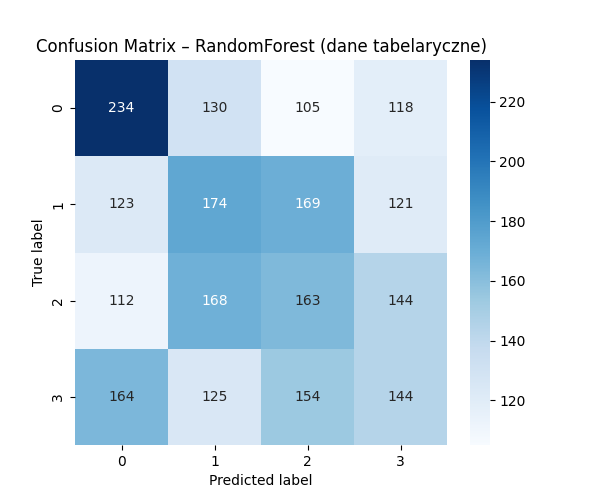 Confusion Matrix – RandomForest (dane tabelaryczne)
0 234 130 105 118
1 123 174 169 121
2 112 168 163 144
3 164 125 154 144
0 1 2 3
Predicted label
True label
220
200
180
160
140
120